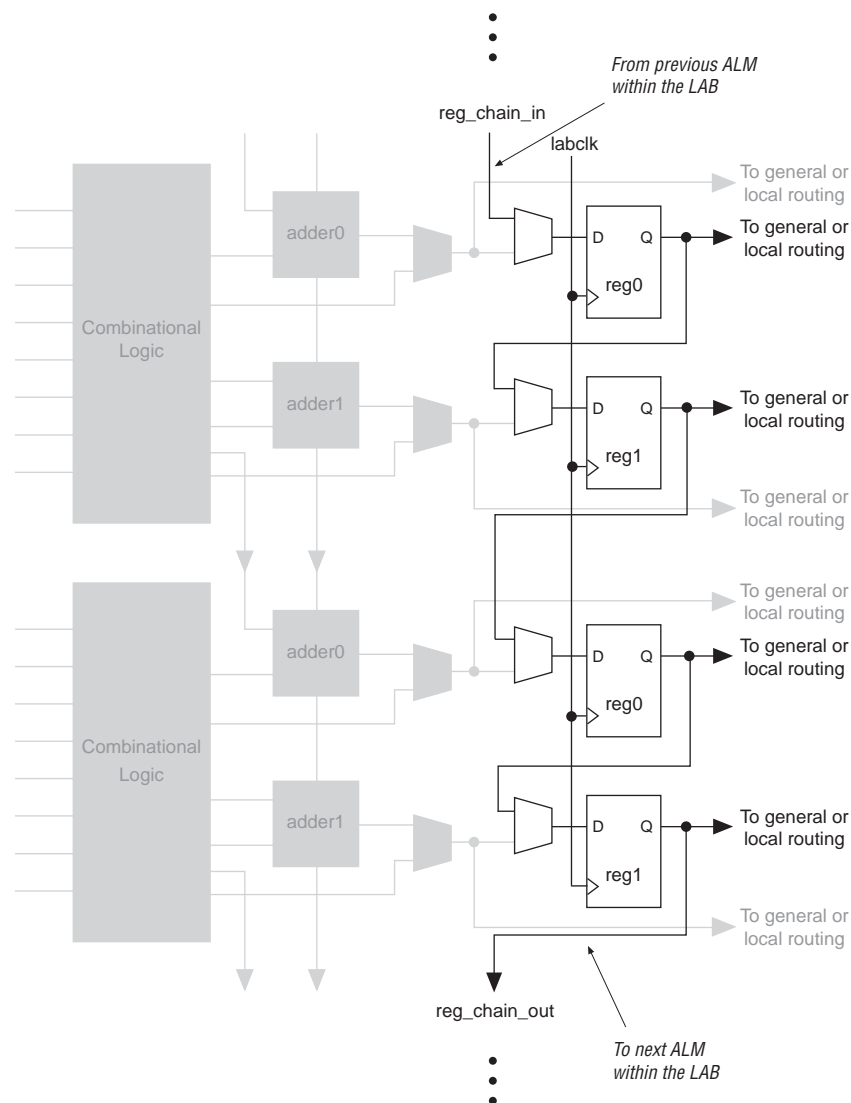 From previous ALM
within the LAB
reg_chain_in
labclk
To general or
local routing
adder0
D Q
To general or
local routing
reg0
Combinational
Logic
adder1
D Q
To general or
local routing
reg1
To general or
local routing
To general or
local routing
adder0
D Q
To general or
local routing
reg0
Combinational
Logic
adder1
D Q
To general or
local routing
reg1
To general or
local routing
reg_chain_out
To next ALM
within the LAB